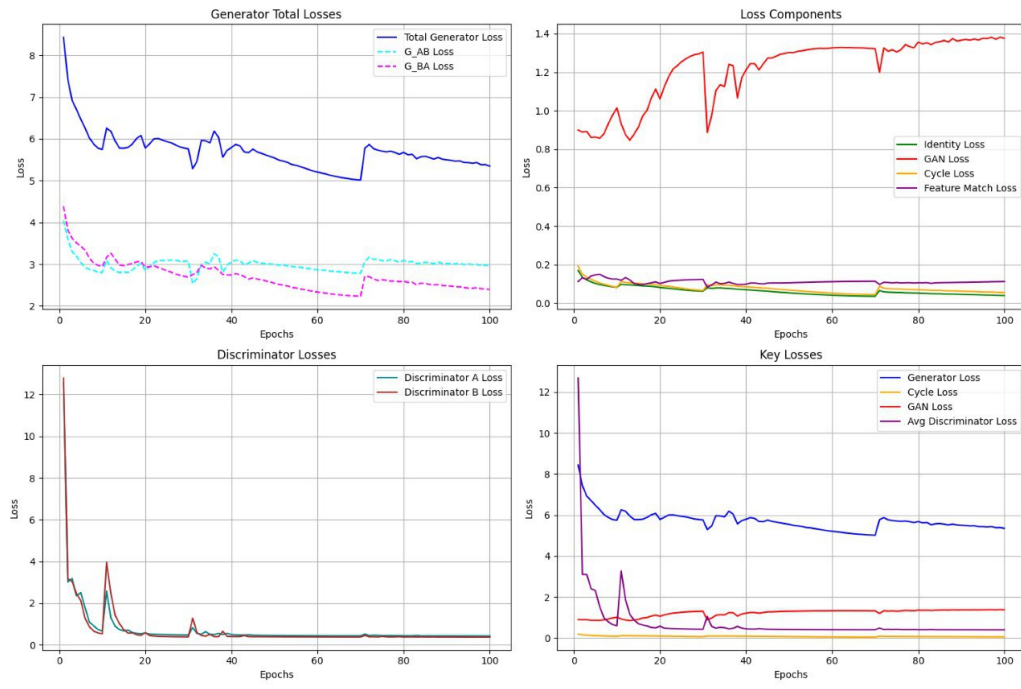 Generator Total Losses
Total Generator Loss
G_AB Loss
G_BA Loss
8
7
6
5
4
3
2
Loss
0
20
40
60
80
100
Epochs
Loss Components
Identity Loss
GAN Loss
Cycle Loss
Feature Match Loss
1.4
1.2
1.0
0.8
0.6
0.4
0.2
0.0
Loss
0
20
40
60
80
100
Epochs
Discriminator Losses
Discriminator A Loss
Discriminator B Loss
12
10
8
6
4
2
0
Loss
0
20
40
60
80
100
Epochs
Key Losses
Generator Loss
Cycle Loss
GAN Loss
Avg Discriminator Loss
12
10
8
6
4
2
0
Loss
0
20
40
60
80
100
Epochs